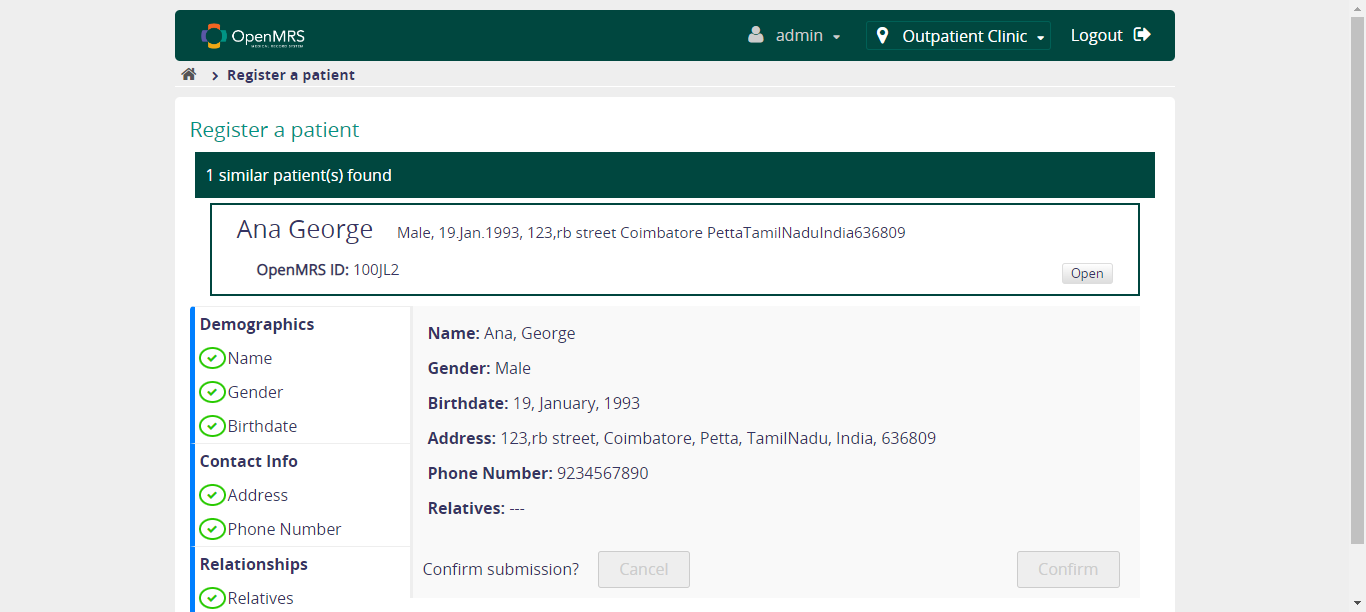 OpenMRS
MEDICAL RECORD SYSTEM
admin
Outpatient Clinic
Logout
Register a patient
Register a patient
1 similar patient(s) found
Ana George Male, 19.Jan.1993, 123,rb street Coimbatore PettaTamilNaduIndia636809
OpenMRS ID: 100JL2
Open
Demographics
Name
Gender
Birthdate
Contact Info
Address
Phone Number
Relationships
Relatives
Name: Ana, George
Gender: Male
Birthdate: 19, January, 1993
Address: 123,rb street, Coimbatore, Petta, TamilNadu, India, 636809
Phone Number: 9234567890
Relatives: ---
Confirm submission? Cancel Confirm